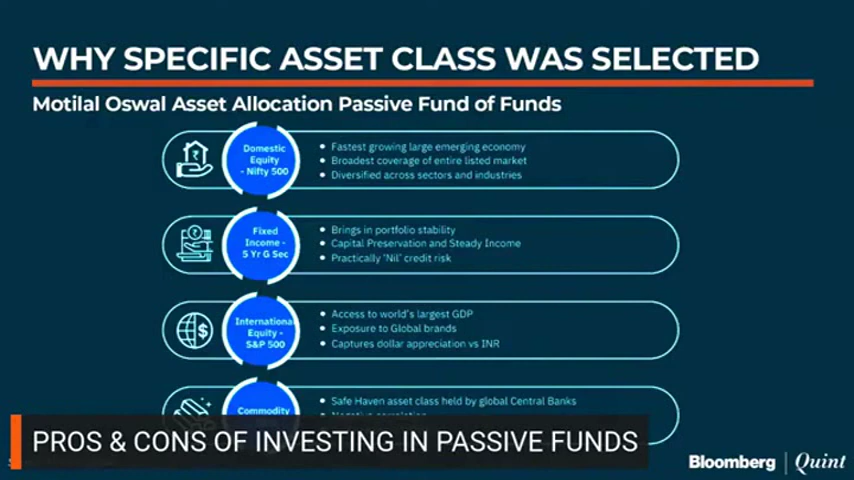 WHY SPECIFIC ASSET CLASS WAS SELECTED
Motilal Oswal Asset Allocation Passive Fund of Funds
Domestic
Equity
- Nifty 500
Fastest growing large emerging economy
Broadest coverage of entire listed market
Diversified across sectors and industries
Fixed
Income -
5 Yr G Sec
Brings in portfolio stability
Capital Preservation and Steady Income
Practically 'Nil' credit risk
International
Equity -
S&P 500
Access to world's largest GDP
Exposure to Global brands
Captures dollar appreciation vs INR
Commodity
Safe Haven asset class held by global Central Banks
PROS & CONS OF INVESTING IN PASSIVE FUNDS
Bloomberg | Quint